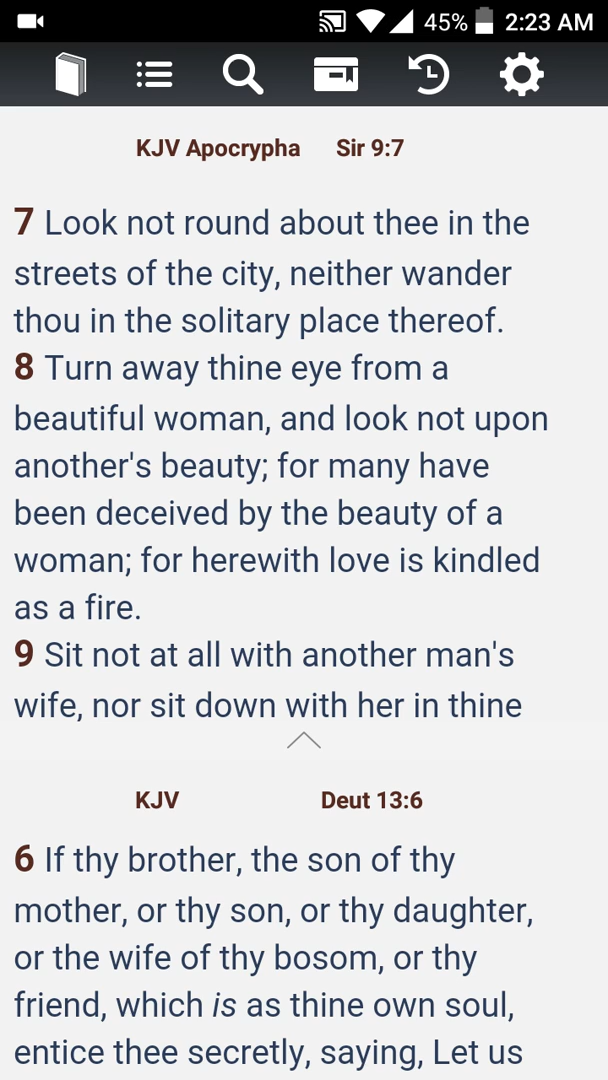 45% 2:23 AM
KJV Apocrypha Sir 9:7
7 Look not round about thee in the
streets of the city, neither wander
thou in the solitary place thereof.
8 Turn away thine eye from a
beautiful woman, and look not upon
another's beauty; for many have
been deceived by the beauty of a
woman; for herewith love is kindled
as a fire.
9 Sit not at all with another man's
wife, nor sit down with her in thine
KJV Deut 13:6
6 If thy brother, the son of thy
mother, or thy son, or thy daughter,
or the wife of thy bosom, or thy
friend, which is as thine own soul,
entice thee secretly, saying, Let us